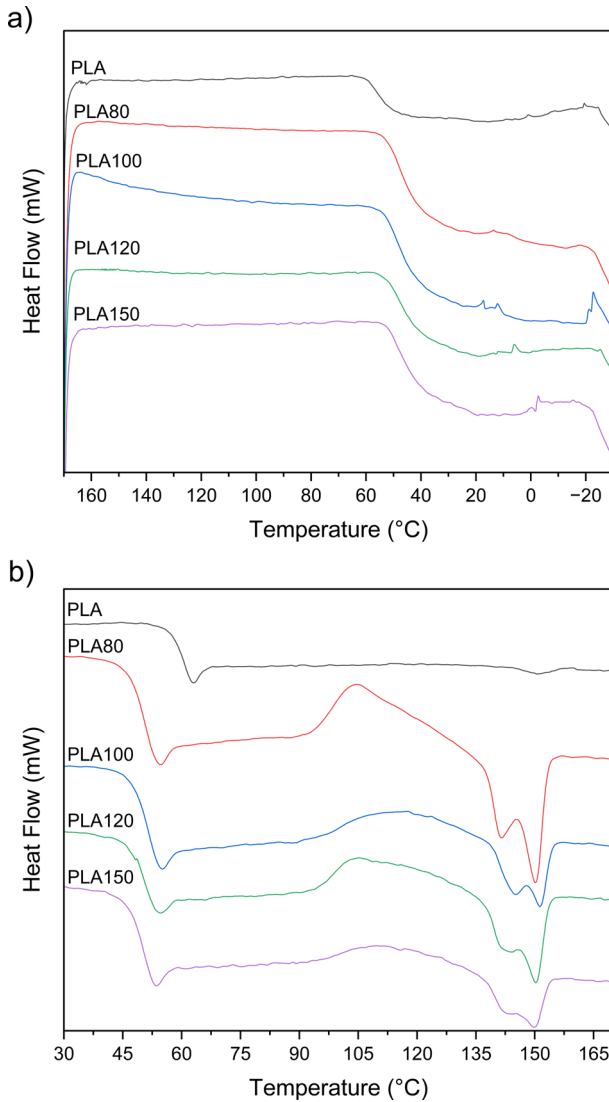 a)
PLA
PLA80
PLA100
PLA120
PLA150
Heat Flow (mW)
160 140 120 100 80 60 40 20 0 −20
Temperature (°C)
b)
PLA
PLA80
PLA100
PLA120
PLA150
Heat Flow (mW)
30 45 60 75 90 105 120 135 150 165
Temperature (°C)